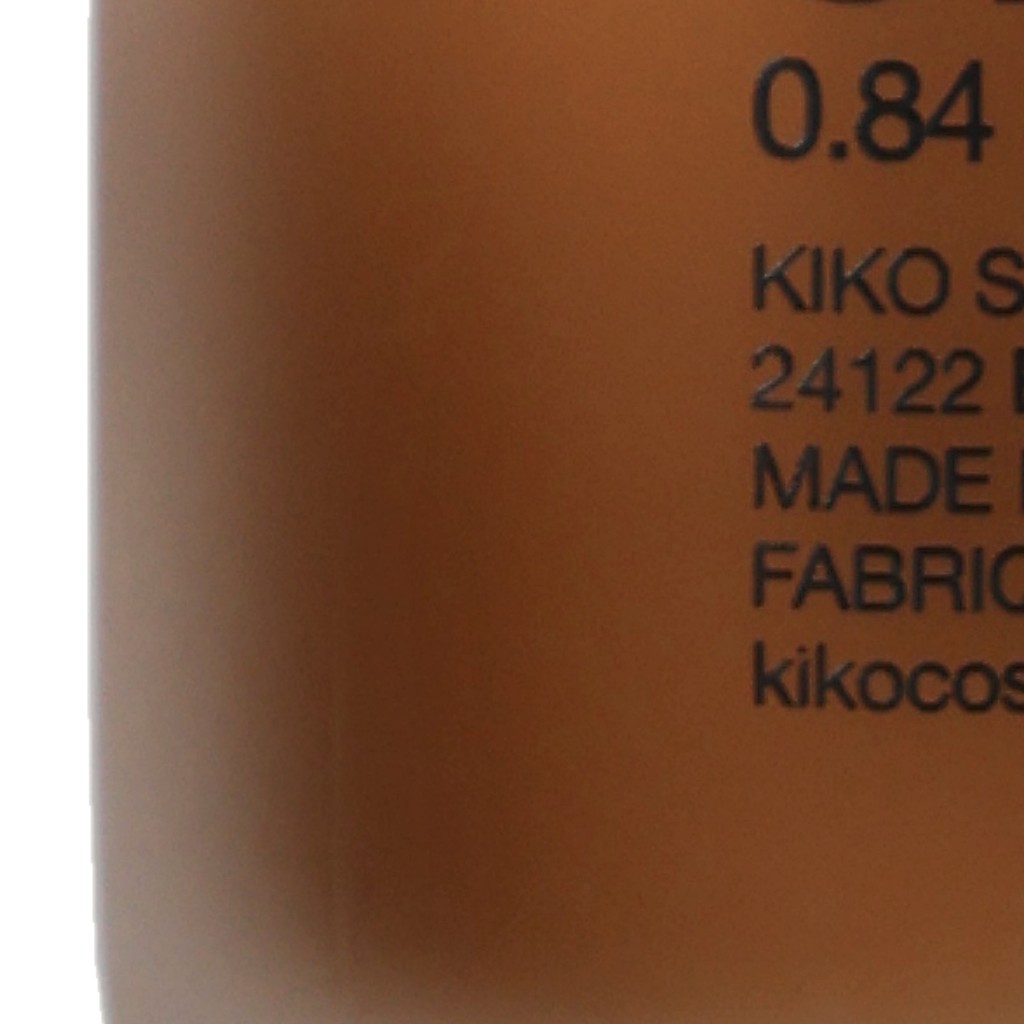 0.84
KIKO S
24122
MADE
FABRIC
kikocos